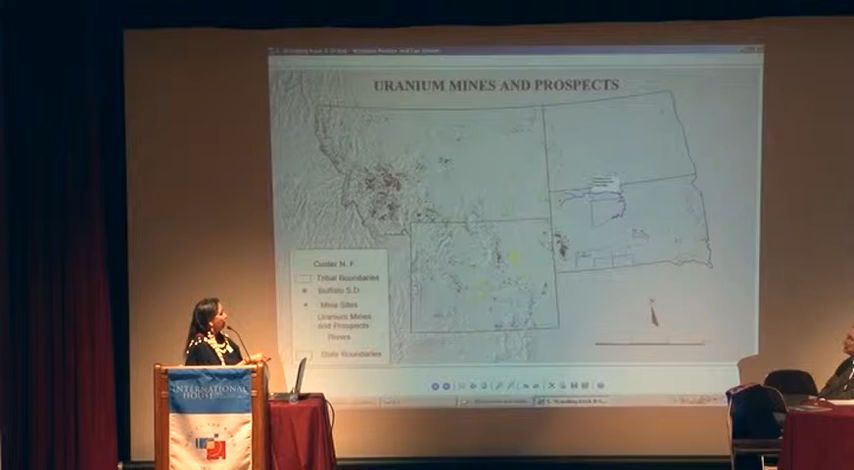 URANIUM MINES AND PROSPECTS
Custer N. F.
Tribal Boundaries
Buffalo S.D.
Mine Sites
Uranium Mines
and Prospects
Rivers
State Boundaries
INTERNATIONAL
HOUSE